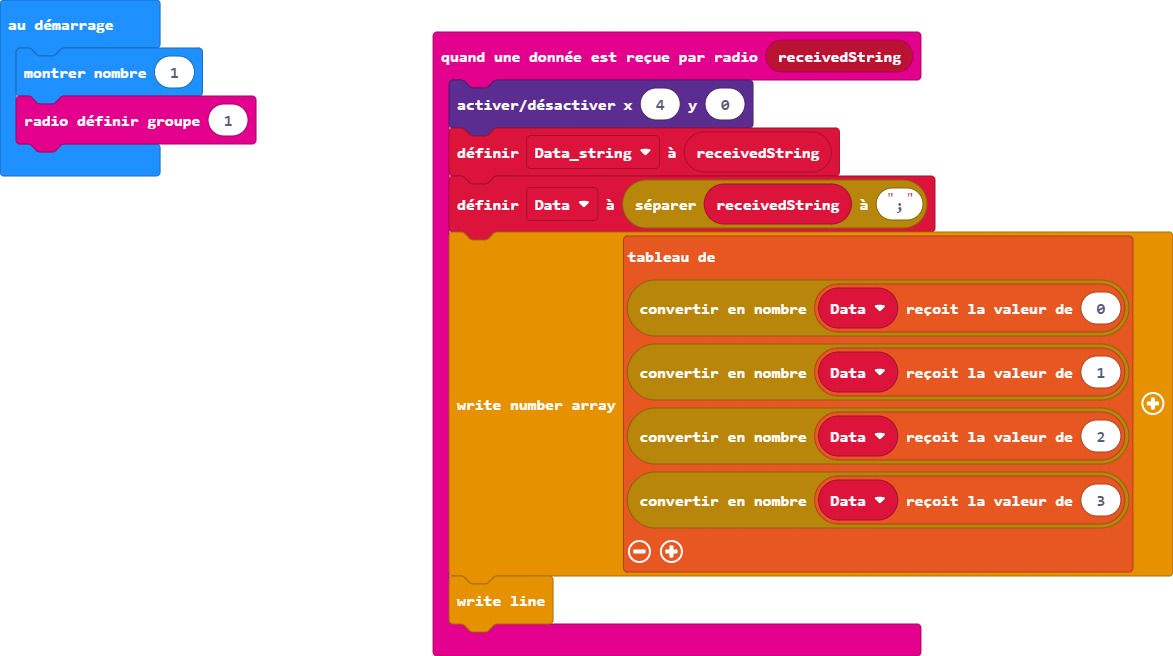 au démarrage
montrer nombre 1
radio définir groupe 1
quand une donnée est reçue par radio receivedString
activer/désactiver x 4 y 0
définir Data_string à receivedString
définir Data à séparer receivedString à ";"
tableau de
convertir en nombre Data reçoit la valeur de 0
convertir en nombre Data reçoit la valeur de 1
write number array
convertir en nombre Data reçoit la valeur de 2
convertir en nombre Data reçoit la valeur de 3
write line